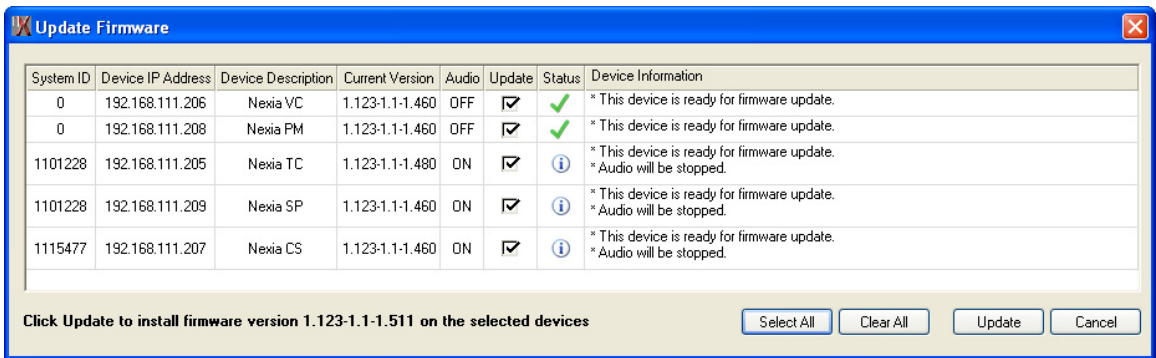 Update Firmware
System ID Device IP Address Device Description Current Version Audio Update Status Device Information
0 192.168.111.206 Nexia VC 1.123-1.1-1.460 OFF * This device is ready for firmware update.
0 192.168.111.208 Nexia PM 1.123-1.1-1.460 OFF * This device is ready for firmware update.
1101228 192.168.111.205 Nexia TC 1.123-1.1-1.480 ON * This device is ready for firmware update.
* Audio will be stopped.
1101228 192.168.111.209 Nexia SP 1.123-1.1-1.460 ON * This device is ready for firmware update.
* Audio will be stopped.
1115477 192.168.111.207 Nexia CS 1.123-1.1-1.460 ON * This device is ready for firmware update.
* Audio will be stopped.
Click Update to install firmware version 1.123-1.1-1.511 on the selected devices Select All Clear All Update Cancel